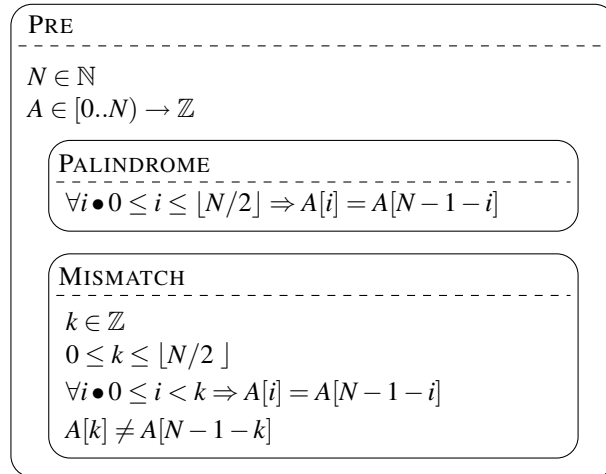 PRE
N ∈ ℕ
A ∈ [0..N) → ℤ
PALINDROME
∀i • 0 ≤ i ≤ ⌊N/2⌋ ⇒ A[i] = A[N − 1 − i]
MISMATCH
k ∈ ℤ
0 ≤ k ≤ ⌊N/2 ⌋
∀i • 0 ≤ i < k ⇒ A[i] = A[N − 1 − i]
A[k] ≠ A[N − 1 − k]